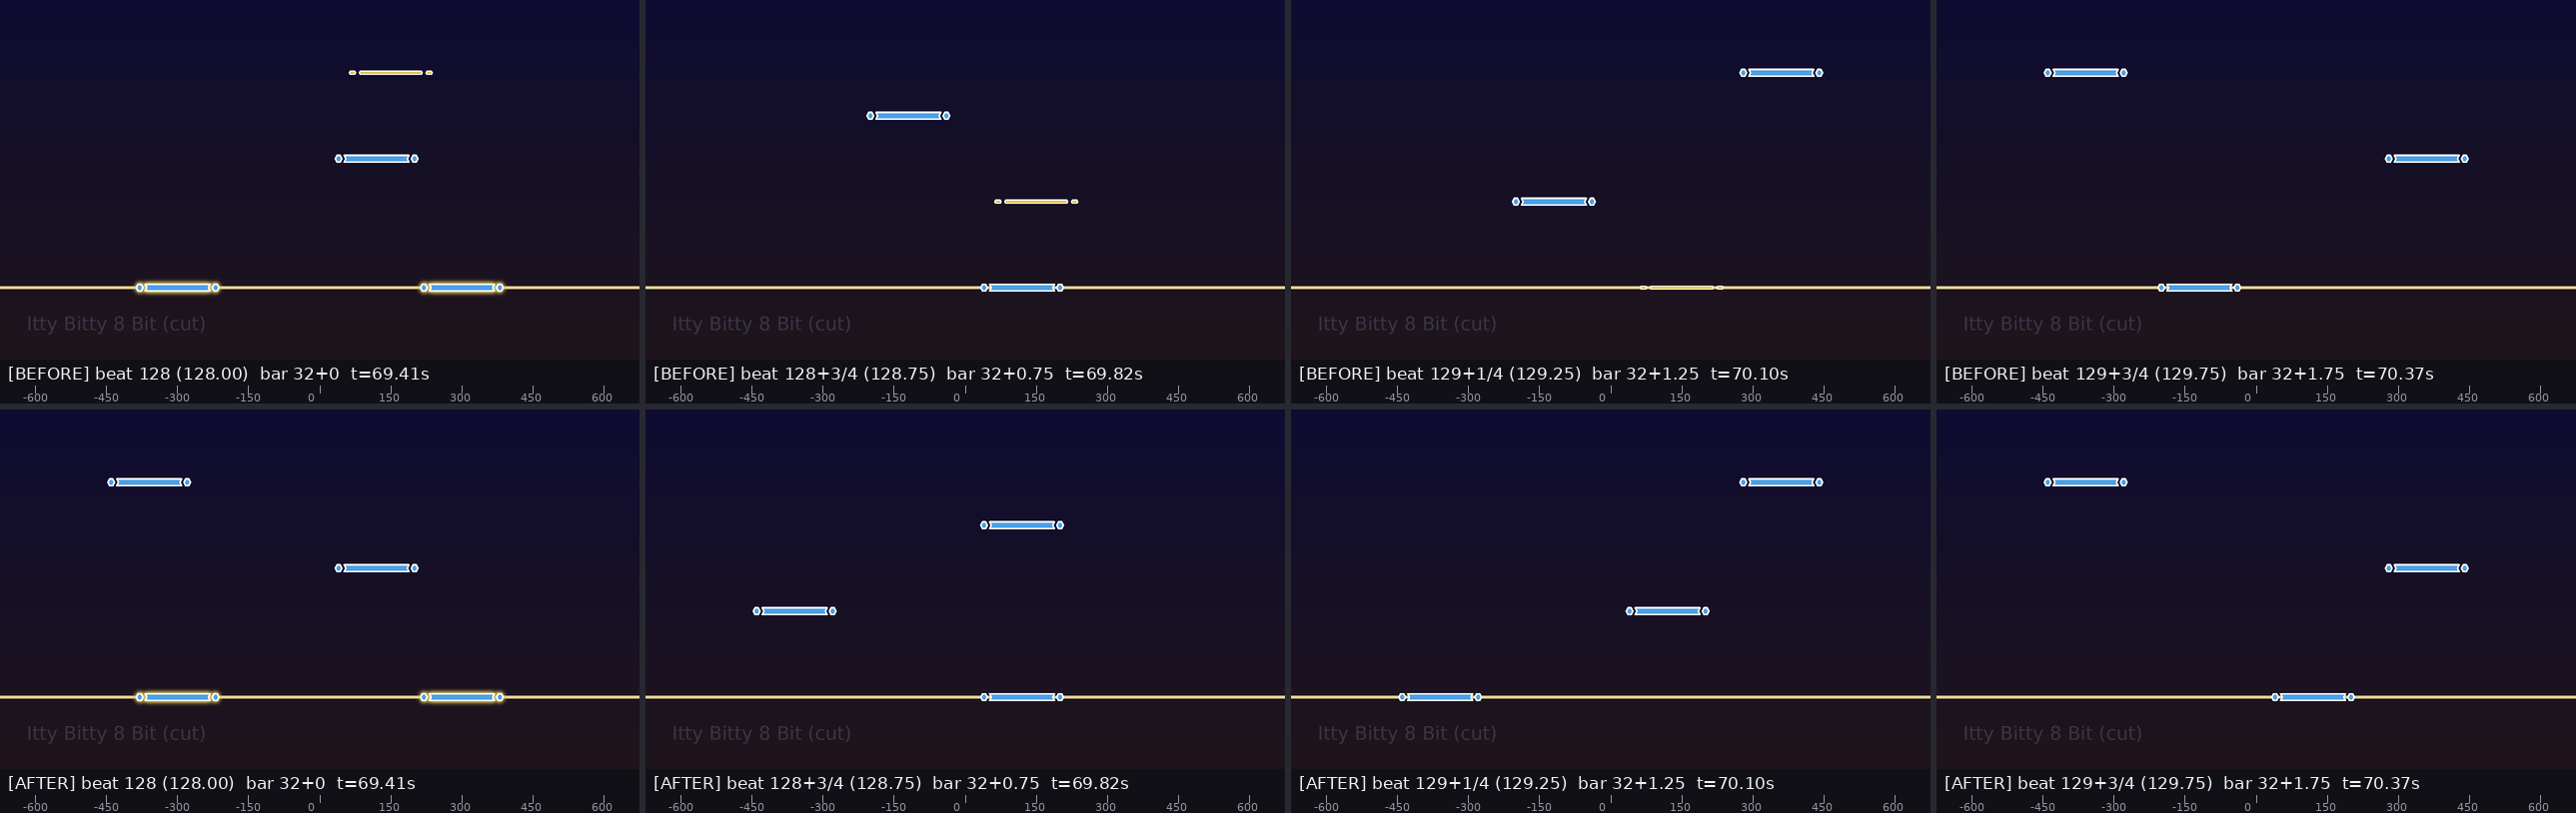 Itty Bitty 8 Bit (cut)
[BEFORE] beat 128 (128.00) bar 32+0 t=69.41s
-600 -450 -300 -150 0 150 300 450 600
Itty Bitty 8 Bit (cut)
[BEFORE] beat 128+3/4 (128.75) bar 32+0.75 t=69.82s
-600 -450 -300 -150 0 150 300 450 600
Itty Bitty 8 Bit (cut)
[BEFORE] beat 129+1/4 (129.25) bar 32+1.25 t=70.10s
-600 -450 -300 -150 0 150 300 450 600
Itty Bitty 8 Bit (cut)
[BEFORE] beat 129+3/4 (129.75) bar 32+1.75 t=70.37s
-600 -450 -300 -150 0 150 300 450 600
Itty Bitty 8 Bit (cut)
[AFTER] beat 128 (128.00) bar 32+0 t=69.41s
-600 -450 -300 -150 0 150 300 450 600
Itty Bitty 8 Bit (cut)
[AFTER] beat 128+3/4 (128.75) bar 32+0.75 t=69.82s
-600 -450 -300 -150 0 150 300 450 600
Itty Bitty 8 Bit (cut)
[AFTER] beat 129+1/4 (129.25) bar 32+1.25 t=70.10s
-600 -450 -300 -150 0 150 300 450 600
Itty Bitty 8 Bit (cut)
[AFTER] beat 129+3/4 (129.75) bar 32+1.75 t=70.37s
-600 -450 -300 -150 0 150 300 450 600